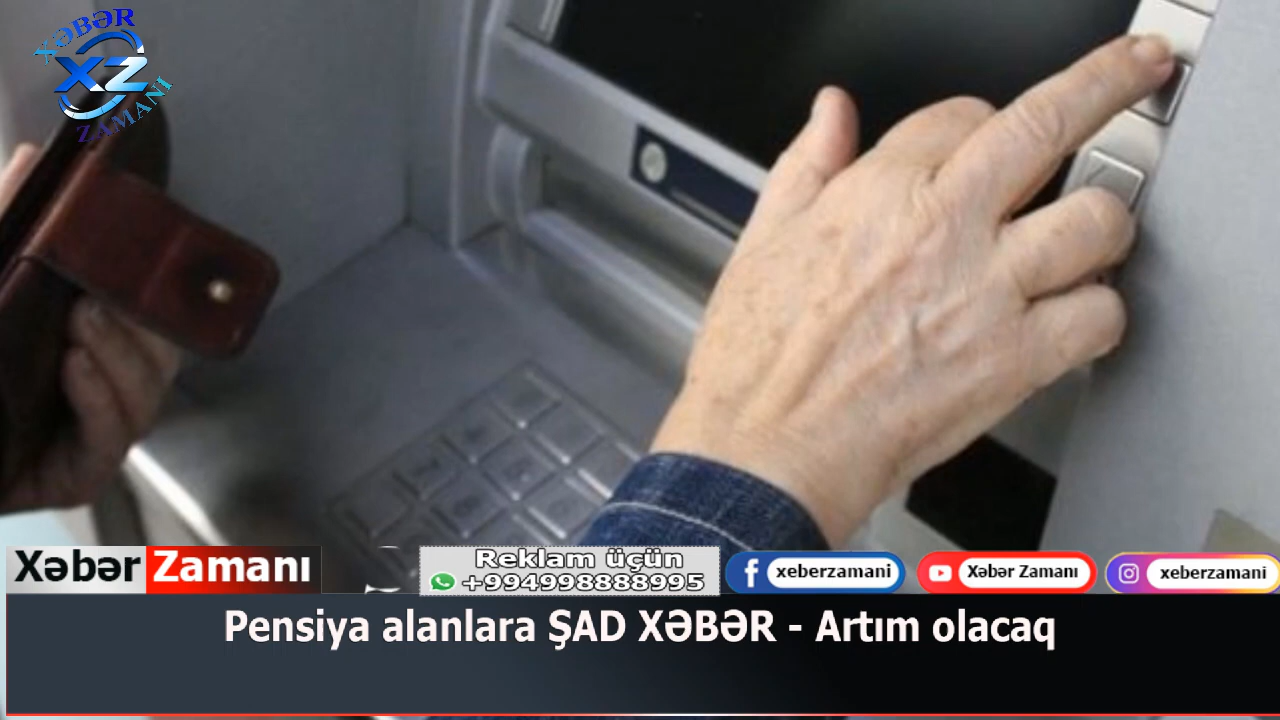 XƏBƏR
XZ
ZAMANI
Xəbər Zamanı
Reklam üçün
+994998888995
xeberzamani
Xəbər Zamanı
xeberzamani
Pensiya alanlara ŞAD XƏBƏR - Artım olacaq